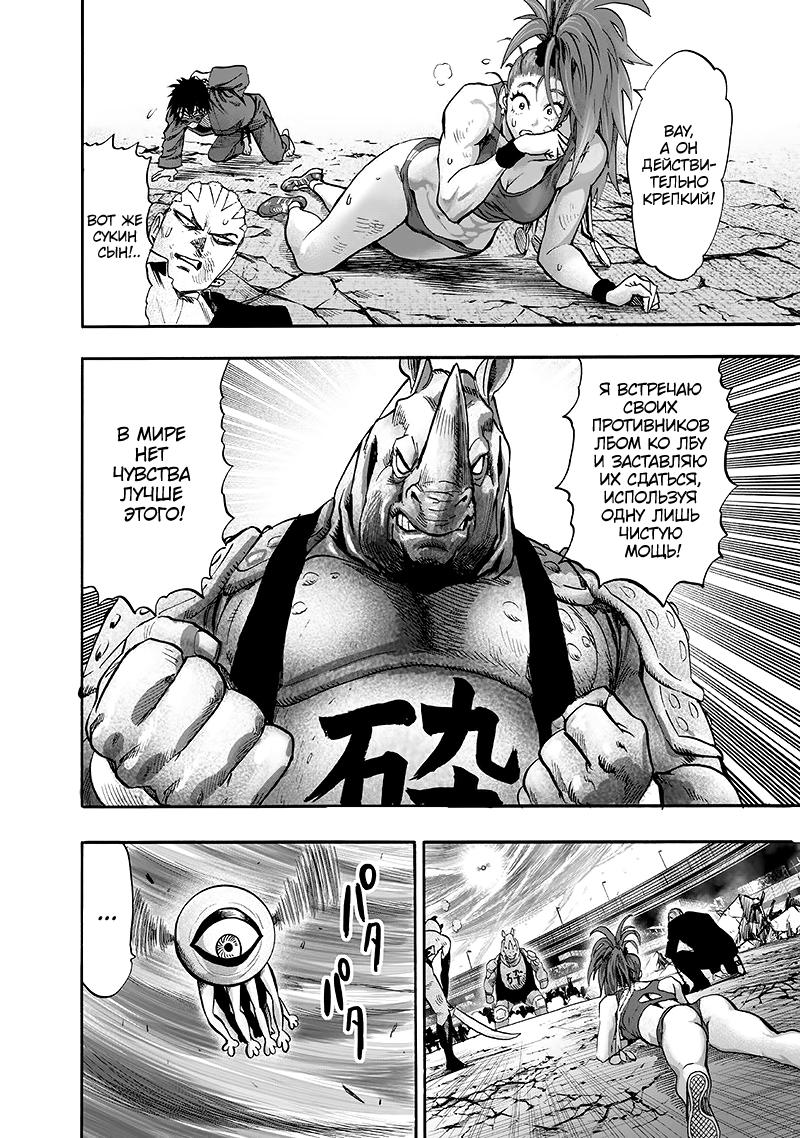 ВАУ,
А ОН
ДЕЙСТВИ-
ТЕЛЬНО
КРЕПКИЙ!
ВОТ ЖЕ
СУКИН
СЫН!..
Я ВСТРЕЧАЮ
СВОИХ
ПРОТИВНИКОВ
ЛБОМ КО ЛБУ
И ЗАСТАВЛЯЮ
ИХ СДАТЬСЯ,
ИСПОЛЬЗУЯ
ОДНУ ЛИШЬ
ЧИСТУЮ
МОЩЬ!
В МИРЕ
НЕТ
ЧУВСТВА
ЛУЧШЕ
ЭТОГО!
砕
砕
パタ
パタ
...